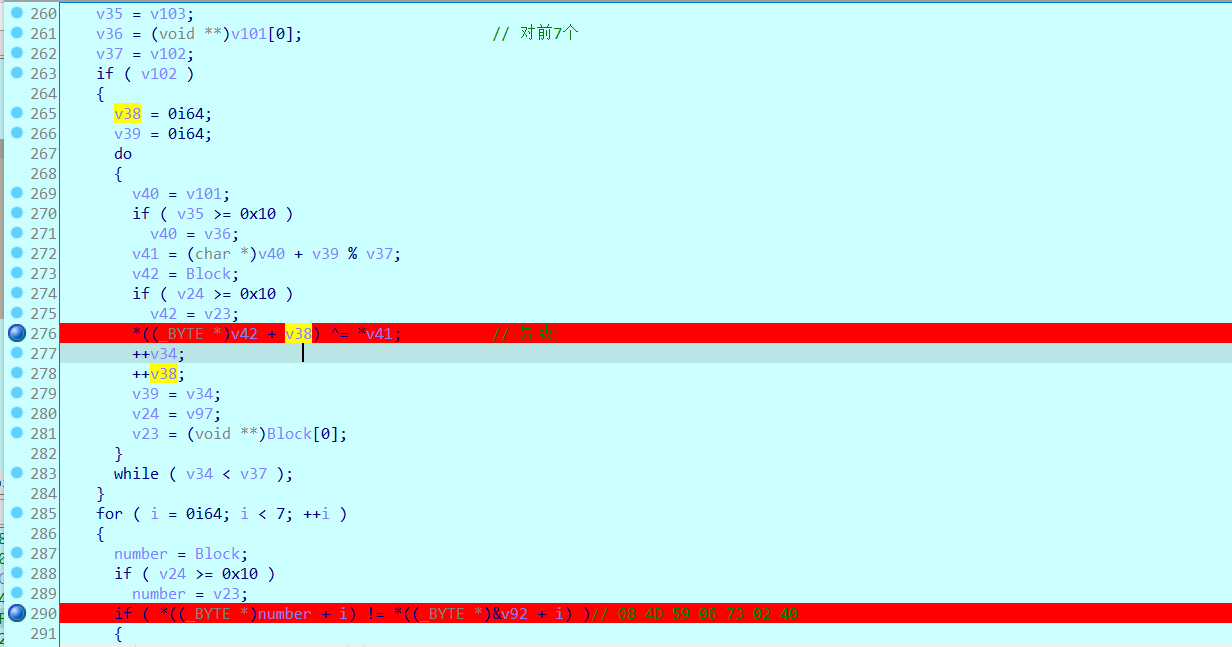 260 v35 = v103;
261 v36 = (void **)v101[0]; // 对前7个
262 v37 = v102;
263 if ( v102 )
264 {
265 v38 = 0i64;
266 v39 = 0i64;
267 do
268 {
269 v40 = v101;
270 if ( v35 >= 0x10 )
271 v40 = v36;
272 v41 = (char *)v40 + v39 % v37;
273 v42 = Block;
274 if ( v24 >= 0x10 )
275 v42 = v23;
276 *((_BYTE *)v42 + v38) ^= *v41; //
277 ++v34;
278 ++v38;
279 v39 = v34;
280 v24 = v97;
281 v23 = (void **)Block[0];
282 }
283 while ( v34 < v37 );
284 }
285 for ( i = 0i64; i < 7; ++i )
286 {
287 number = Block;
288 if ( v24 >= 0x10 )
289 number = v23;
290 if ( *((_BYTE *)number + i) != *((_BYTE *)&v92 + i) )// 08 4D 59 06 73 02 40
291 {